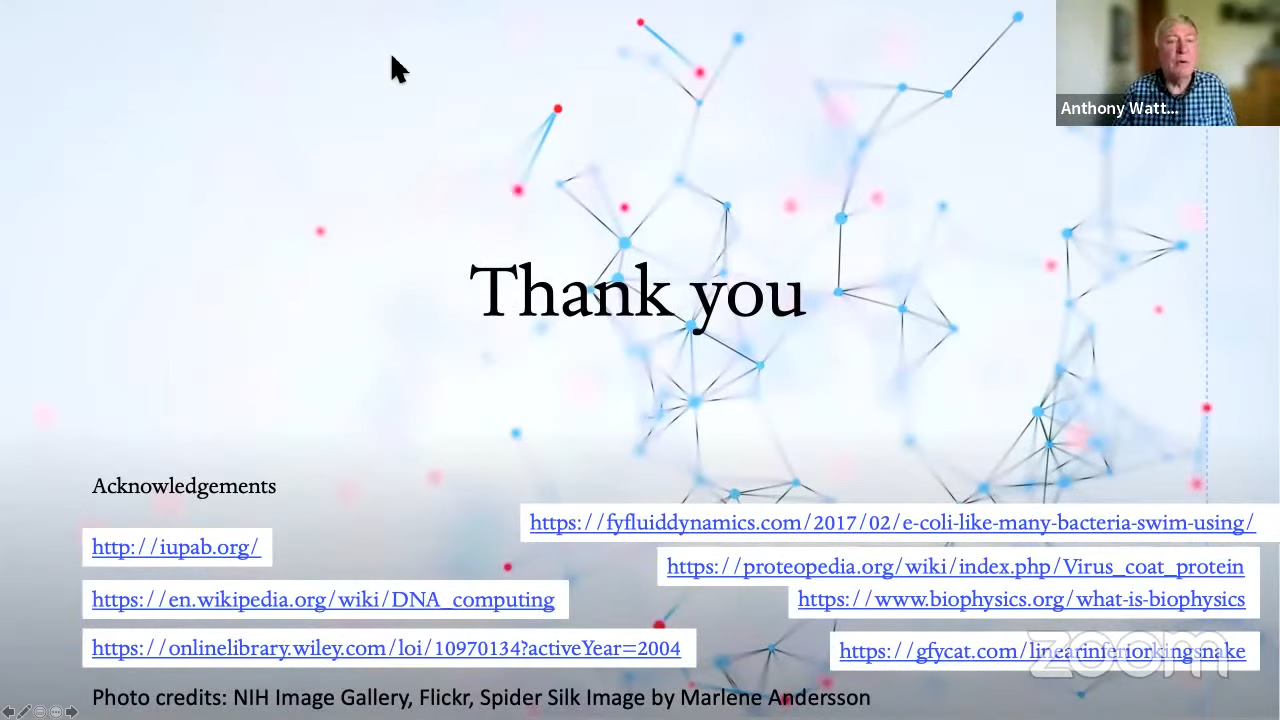 Anthony Watt...
Thank you
Acknowledgements
http://iupab.org/
https://en.wikipedia.org/wiki/DNA_computing
https://onlinelibrary.wiley.com/loi/10970134?activeYear=2004
https://fyfluiddynamics.com/2017/02/e-coli-like-many-bacteria-swim-using/
https://proteopedia.org/wiki/index.php/Virus_coat_protein
https://www.biophysics.org/what-is-biophysics
https://gfycat.com/linearinferiorkingsnake
zoom
Photo credits: NIH Image Gallery, Flickr, Spider Silk Image by Marlene Andersson